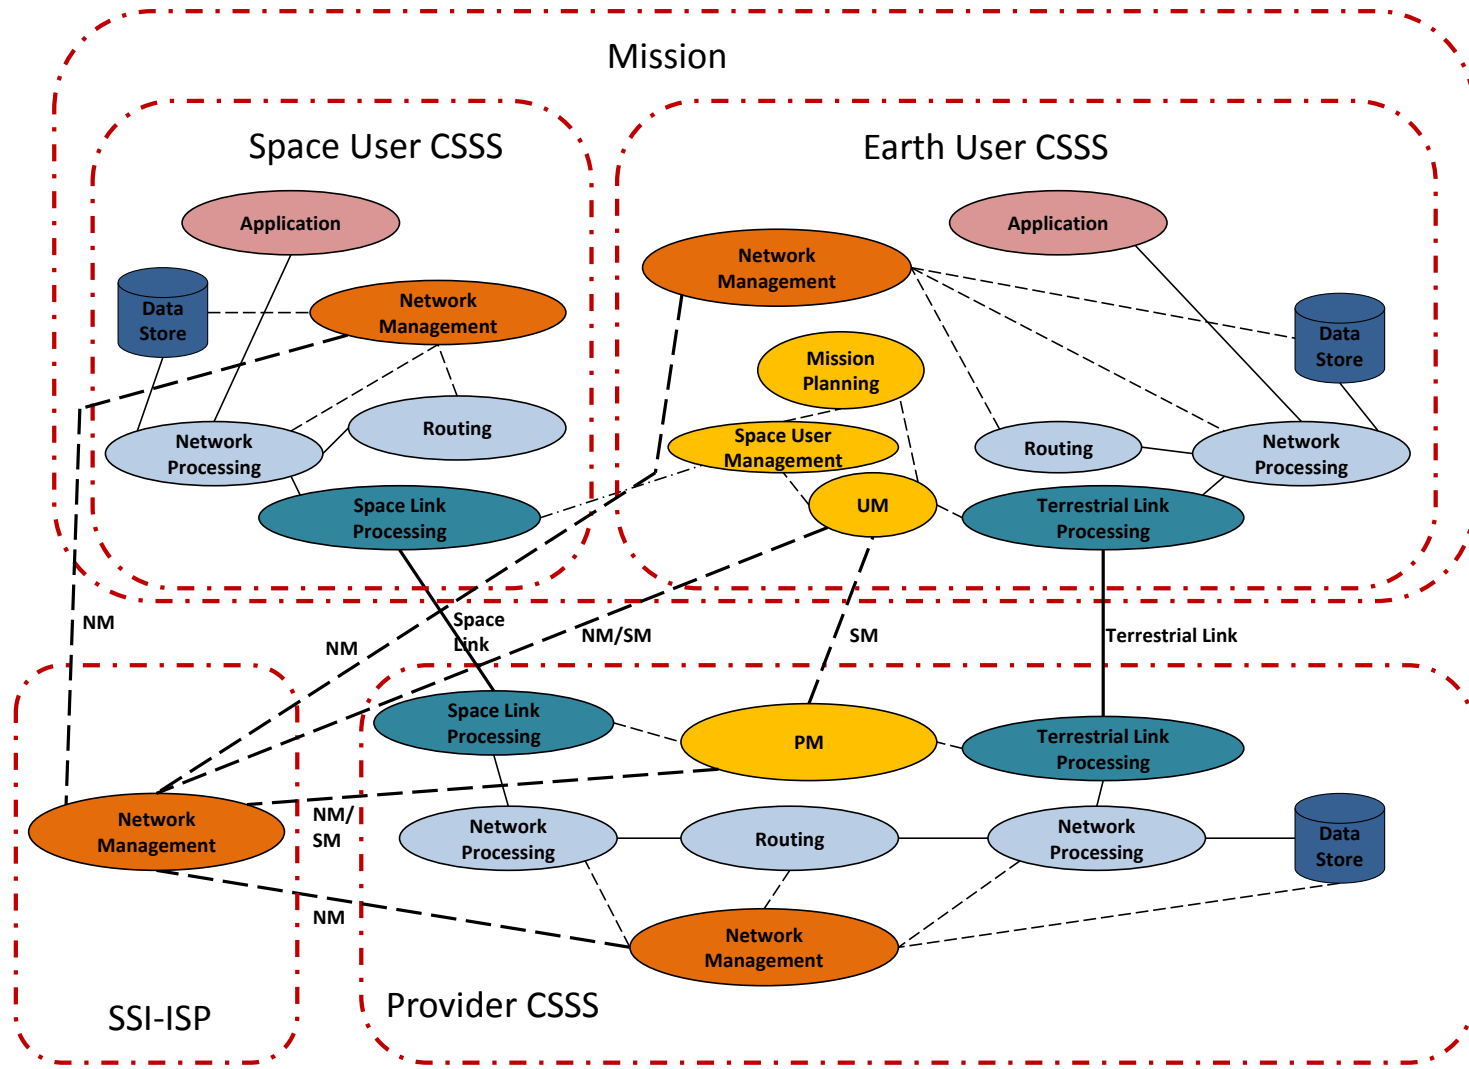 Mission
Space User CSSS
Earth User CSSS
Application
Data
Store
Network
Management
Network
Processing
Routing
Space Link
Processing
Network
Management
Application
Mission
Planning
Data
Store
Space User
Management
Routing
Network
Processing
UM
Terrestrial Link
Processing
NM
NM
Space
Link
NM/SM
SM
Terrestrial Link
Space Link
Processing
PM
Terrestrial Link
Processing
Network
Management
NM/
SM
Network
Processing
Routing
Network
Processing
Data
Store
NM
Network
Management
SSI-ISP
Provider CSSS